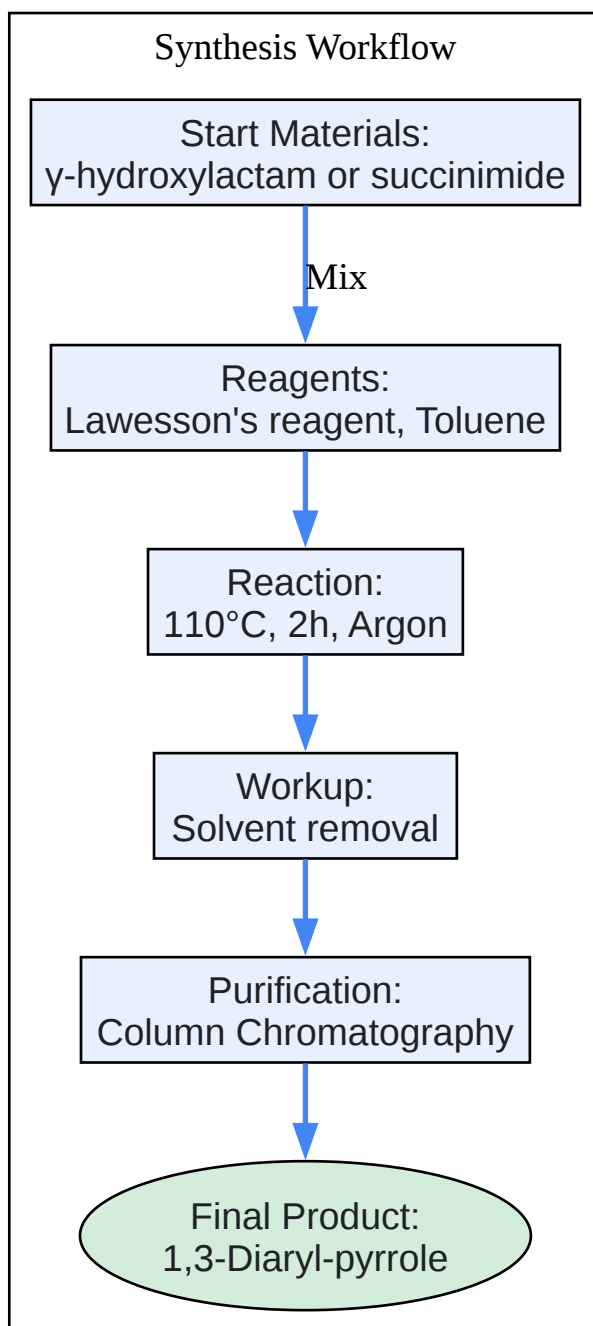 Synthesis Workflow
Start Materials:
γ-hydroxylactam or succinimide
Mix
Reagents:
Lawesson's reagent, Toluene
Reaction:
110°C, 2h, Argon
Workup:
Solvent removal
Purification:
Column Chromatography
Final Product:
1,3-Diaryl-pyrrole